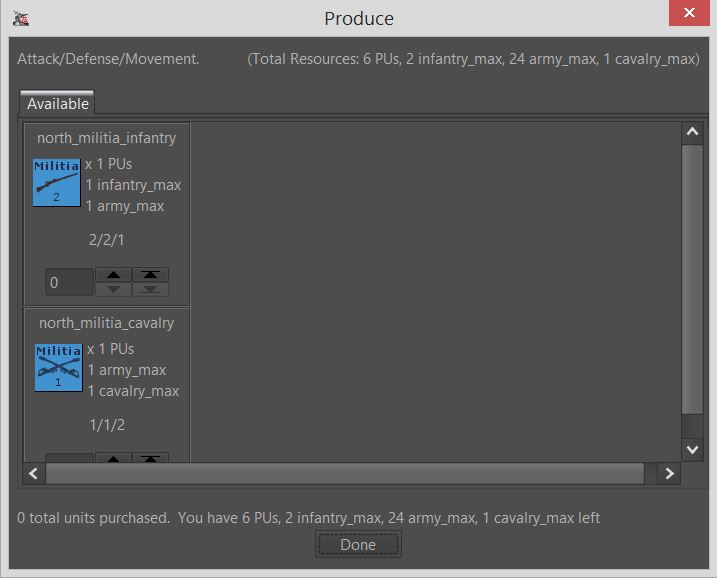 Produce
Attack/Defense/Movement. (Total Resources: 6 PUs, 2 infantry_max, 24 army_max, 1 cavalry_max)
Available
north_militia_infantry
Militia
2
x 1 PUs
1 infantry_max
1 army_max
2/2/1
0
north_militia_cavalry
Militia
1
x 1 PUs
1 army_max
1 cavalry_max
1/1/2
0 total units purchased.  You have 6 PUs, 2 infantry_max, 24 army_max, 1 cavalry_max left
Done